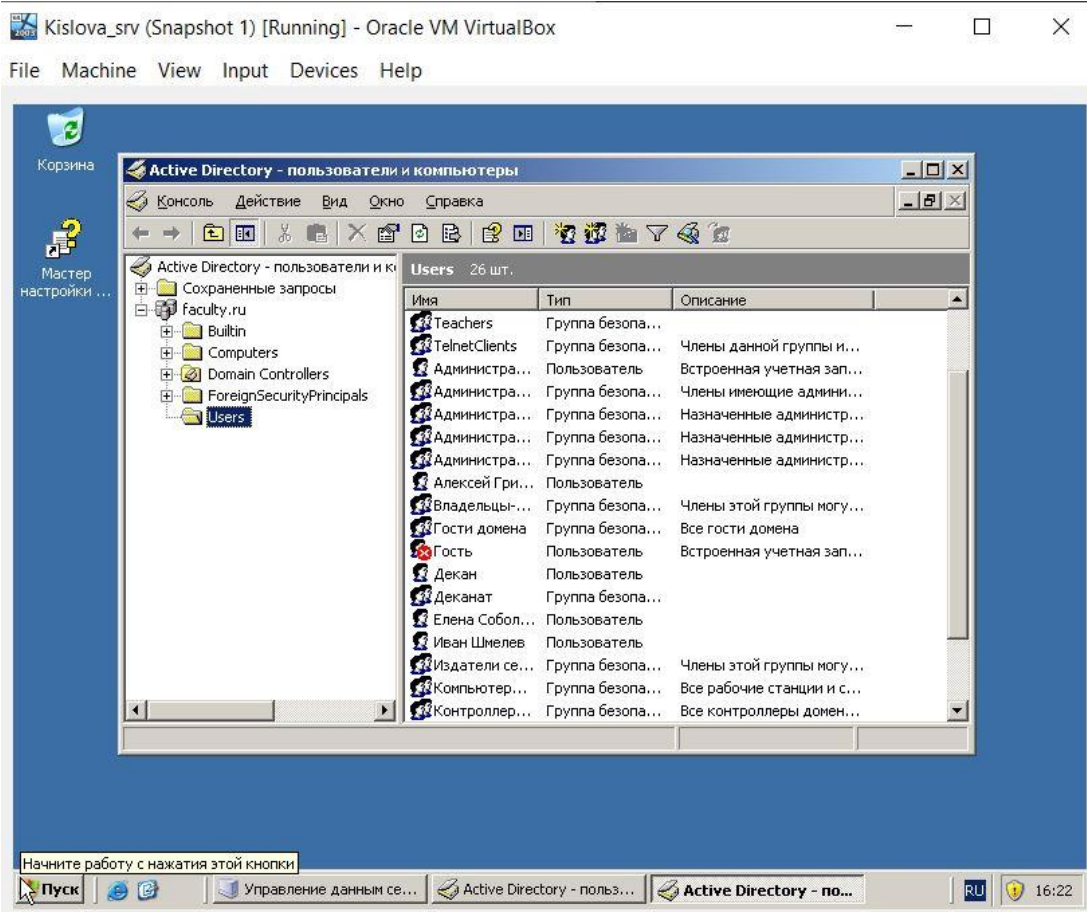 Kislova_srv (Snapshot 1) [Running] - Oracle VM VirtualBox
File Machine View Input Devices Help
Корзина
Мастер
настройки ...
Active Directory - пользователи и компьютеры
Консоль Действие Вид Окно Справка
Active Directory - пользователи и к
Сохраненные запросы
faculty.ru
Builtin
Computers
Domain Controllers
ForeignSecurityPrincipals
Users
Users 26 шт.
Имя Тип Описание
Teachers Группа безопа...
TelnetClients Группа безопа... Члены данной группы и...
Администра... Пользователь Встроенная учетная зап...
Администра... Группа безопа... Члены имеющие админи...
Администра... Группа безопа... Назначенные администр...
Администра... Группа безопа... Назначенные администр...
Администра... Группа безопа... Назначенные администр...
Алексей Гри... Пользователь
Владельцы-... Группа безопа... Члены этой группы могу...
Гости домена Группа безопа... Все гости домена
Гость Пользователь Встроенная учетная зап...
Декан Пользователь
Деканат Группа безопа...
Елена Собол... Пользователь
Иван Шмелев Пользователь
Издатели се... Группа безопа... Члены этой группы могу...
Компьютер... Группа безопа... Все рабочие станции и с...
Контроллер... Группа безопа... Все контроллеры домен...
Начните работу с нажатия этой кнопки
Пуск Управление данным се... Active Directory - польз... Active Directory - по... RU 16:22